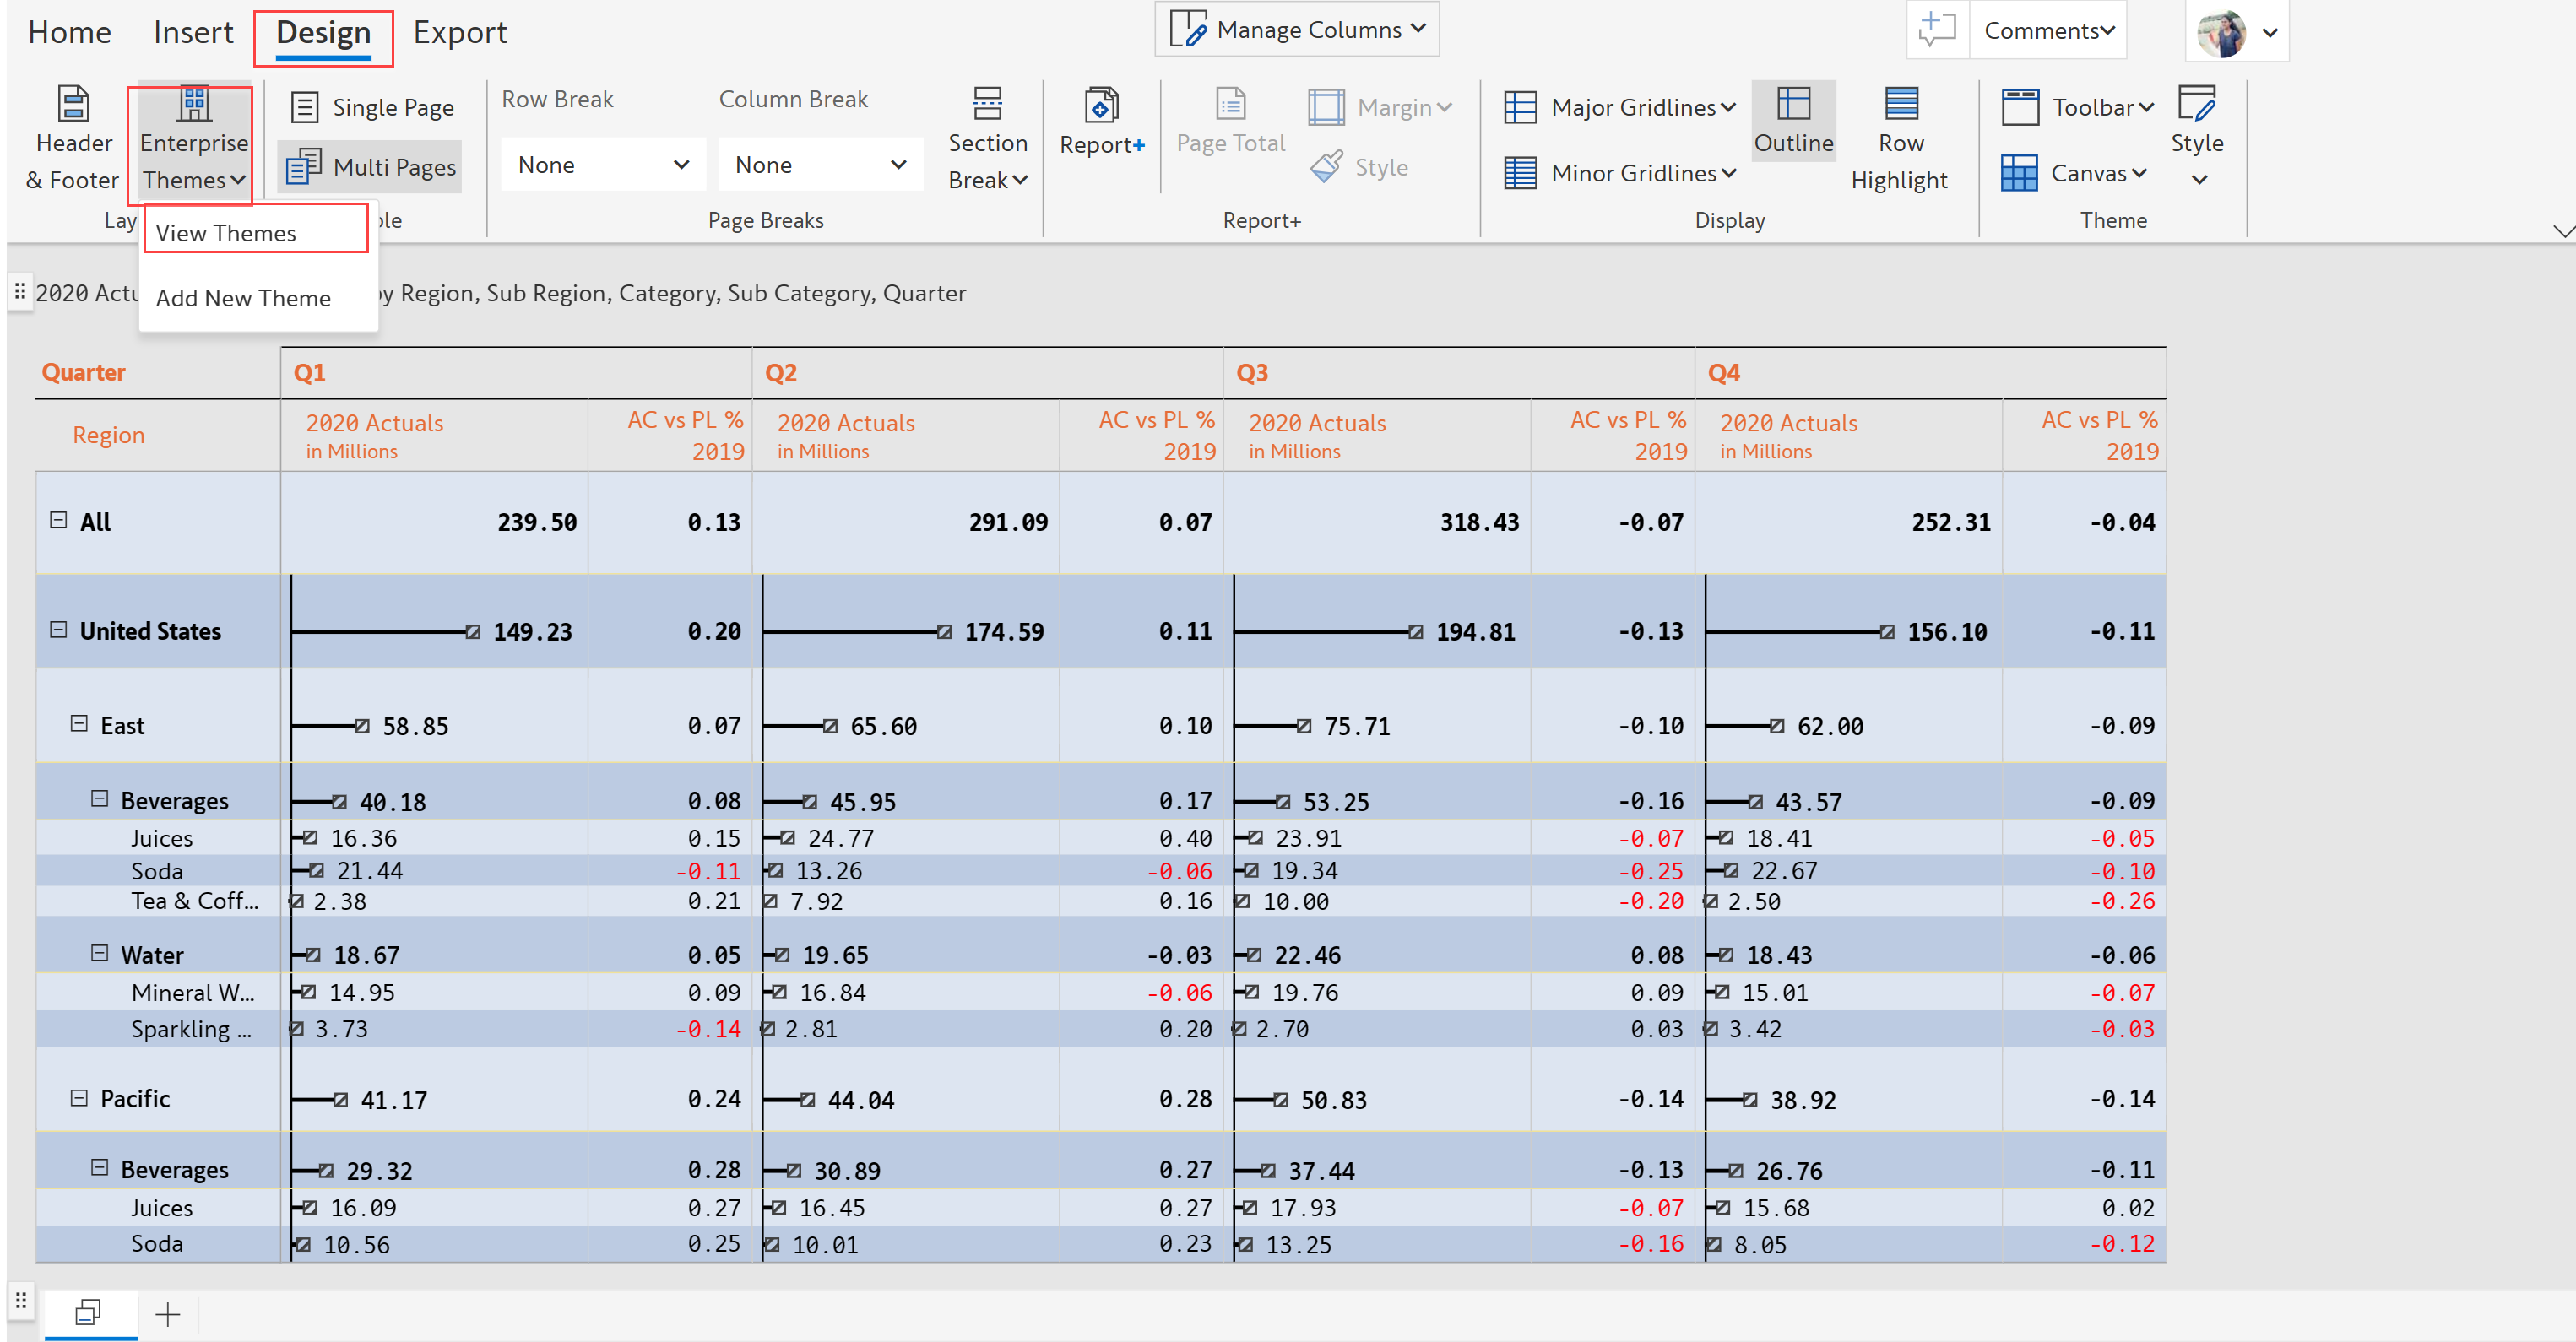 Home Insert Design Export Manage Columns Comments
Header & Footer
Enterprise Themes
Single Page
Multi Pages
Row Break
None
Column Break
None
Section Break
Report+
Page Total
Margin
Style
Major Gridlines
Minor Gridlines
Outline
Row Highlight
Toolbar
Canvas
Style
Lay
le
Page Breaks
Report+
Display
Theme
View Themes
Add New Theme
2020 Actu
y Region, Sub Region, Category, Sub Category, Quarter
Quarter Q1 Q2 Q3 Q4
Region 2020 Actuals in Millions AC vs PL % 2019 2020 Actuals in Millions AC vs PL % 2019 2020 Actuals in Millions AC vs PL % 2019 2020 Actuals in Millions AC vs PL % 2019
All 239.50 0.13 291.09 0.07 318.43 -0.07 252.31 -0.04
United States 149.23 0.20 174.59 0.11 194.81 -0.13 156.10 -0.11
East 58.85 0.07 65.60 0.10 75.71 -0.10 62.00 -0.09
Beverages 40.18 0.08 45.95 0.17 53.25 -0.16 43.57 -0.09
Juices 16.36 0.15 24.77 0.40 23.91 -0.07 18.41 -0.05
Soda 21.44 -0.11 13.26 -0.06 19.34 -0.25 22.67 -0.10
Tea & Coff... 2.38 0.21 7.92 0.16 10.00 -0.20 2.50 -0.26
Water 18.67 0.05 19.65 -0.03 22.46 0.08 18.43 -0.06
Mineral W... 14.95 0.09 16.84 -0.06 19.76 0.09 15.01 -0.07
Sparkling ... 3.73 -0.14 2.81 0.20 2.70 0.03 3.42 -0.03
Pacific 41.17 0.24 44.04 0.28 50.83 -0.14 38.92 -0.14
Beverages 29.32 0.28 30.89 0.27 37.44 -0.13 26.76 -0.11
Juices 16.09 0.27 16.45 0.27 17.93 -0.07 15.68 0.02
Soda 10.56 0.25 10.01 0.23 13.25 -0.16 8.05 -0.12